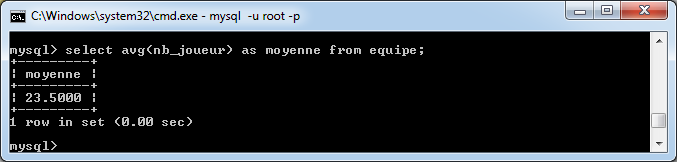 C:\Windows\system32\cmd.exe - mysql -u root -p
mysql> select avg(nb_joueur) as moyenne from equipe;
+---------+
| moyenne |
+---------+
| 23.5000 |
+---------+
1 row in set (0.00 sec)
mysql>